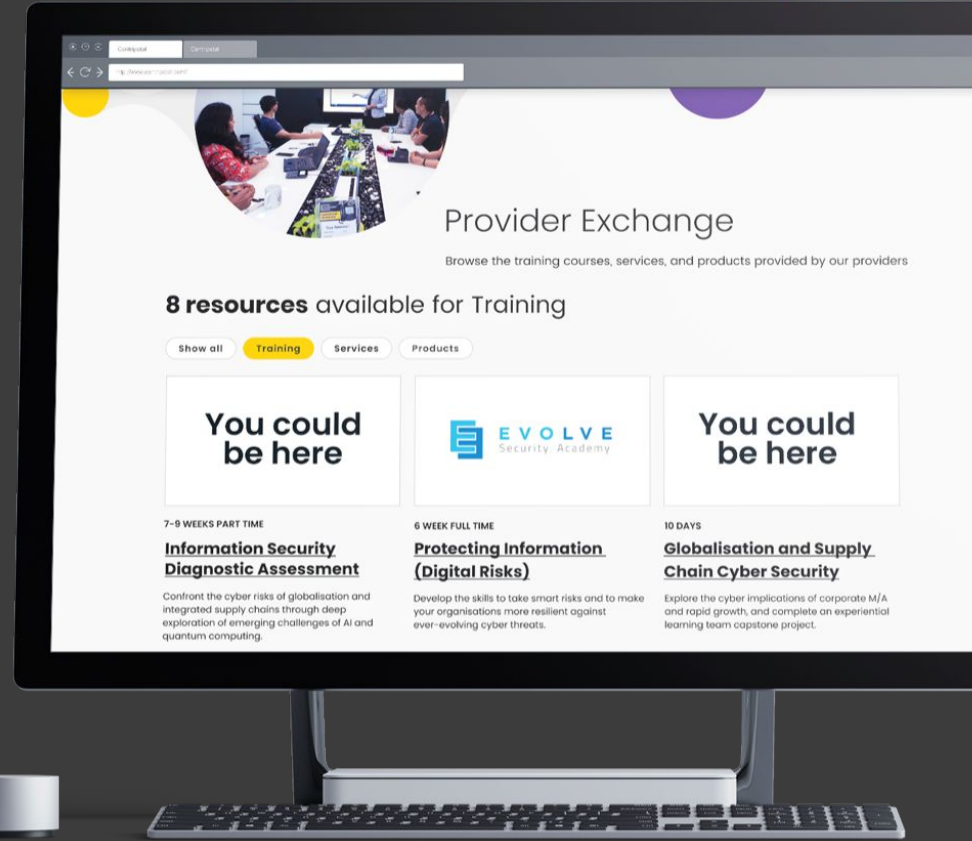 Provider Exchange
Browse the training courses, services, and products provided by our providers
8 resources available for Training
Show all
Training
Services
Products
You could
be here
EVOLVE
Security Academy
You could
be here
7-9 WEEKS PART TIME
Information Security
Diagnostic Assessment
Confront the cyber risks of globalisation and
integrated supply chains through deep
exploration of emerging challenges of AI and
quantum computing.
6 WEEK FULL TIME
Protecting Information
(Digital Risks)
Develop the skills to take smart risks and to make
your organisations more resilient against
ever-evolving cyber threats.
10 DAYS
Globalisation and Supply
Chain Cyber Security
Explore the cyber implications of corporate M/A
and rapid growth, and complete an experiential
learning team capstone project.